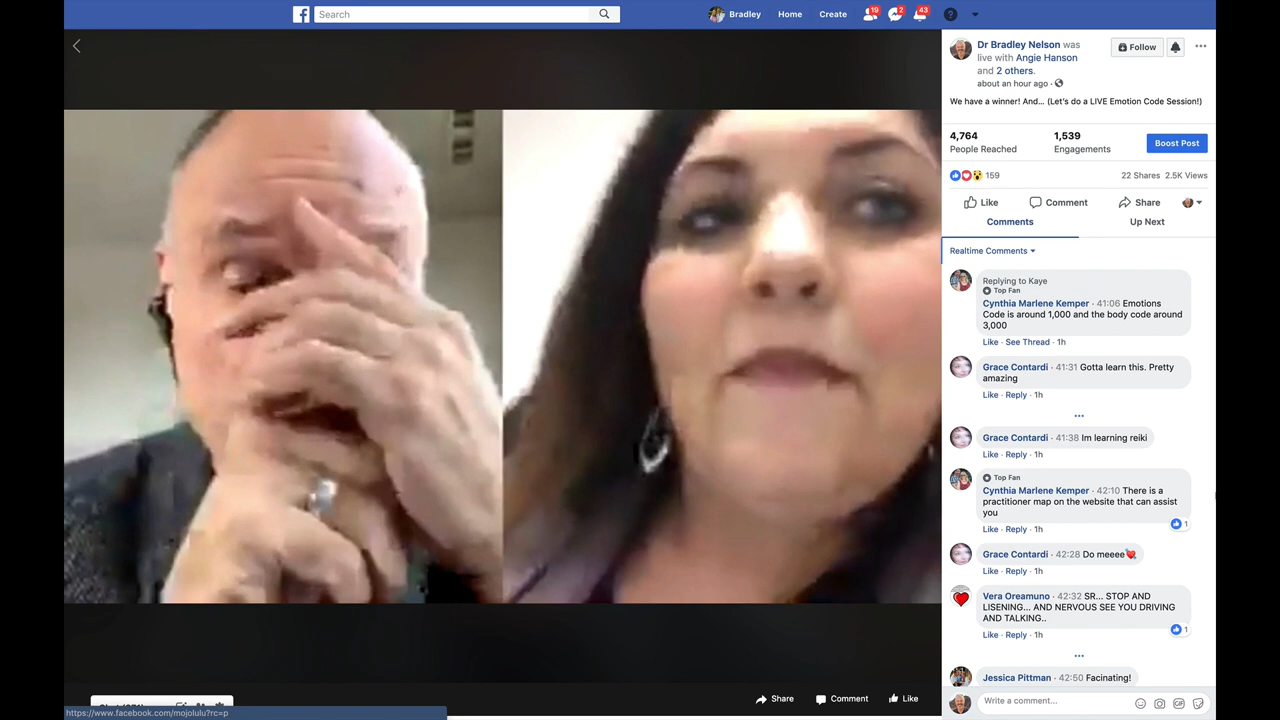 f Search
Bradley Home Create 19 2 43
Dr Bradley Nelson was
live with Angie Hanson
and 2 others.
about an hour ago ·
Follow
We have a winner! And... (Let's do a LIVE Emotion Code Session!)
4,764
People Reached
1,539
Engagements
Boost Post
159
22 Shares 2.5K Views
Like Comment Share
Comments Up Next
Realtime Comments
Replying to Kaye
Top Fan
Cynthia Marlene Kemper · 41:06 Emotions
Code is around 1,000 and the body code around
3,000
Like · See Thread · 1h
Grace Contardi · 41:31 Gotta learn this. Pretty
amazing
Like · Reply · 1h
Grace Contardi · 41:38 Im learning reiki
Like · Reply · 1h
Top Fan
Cynthia Marlene Kemper · 42:10 There is a
practitioner map on the website that can assist
you
1
Like · Reply · 1h
Grace Contardi · 42:28 Do meeee
Like · Reply · 1h
Vera Oreamuno · 42:32 SR... STOP AND
LISENING... AND NERVOUS SEE YOU DRIVING
AND TALKING..
1
Like · Reply · 1h
Jessica Pittman · 42:50 Facinating!
Write a comment...
Share Comment Like
https://www.facebook.com/mojolulu?rc=p